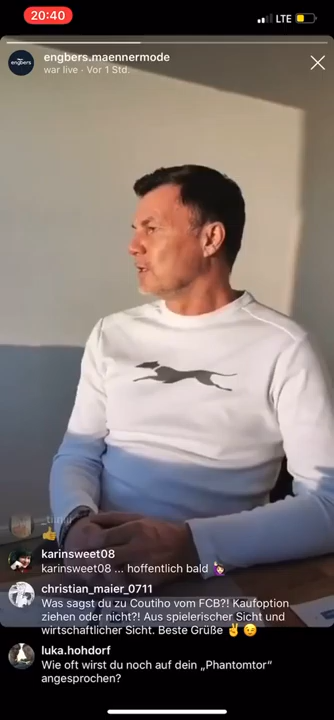 20:40
LTE
engbers
engbers.maennermode
war live · Vor 1 Std.
karinsweet08
karinsweet08 ... hoffentlich bald 🤷🏻‍♀️
christian_maier_0711
Was sagst du zu Coutiho vom FCB?! Kaufoption
ziehen oder nicht?! Aus spielerischer Sicht und
wirtschaftlicher Sicht. Beste Grüße ✌️😉
luka.hohdorf
Wie oft wirst du noch auf dein „Phantomtor“
angesprochen?